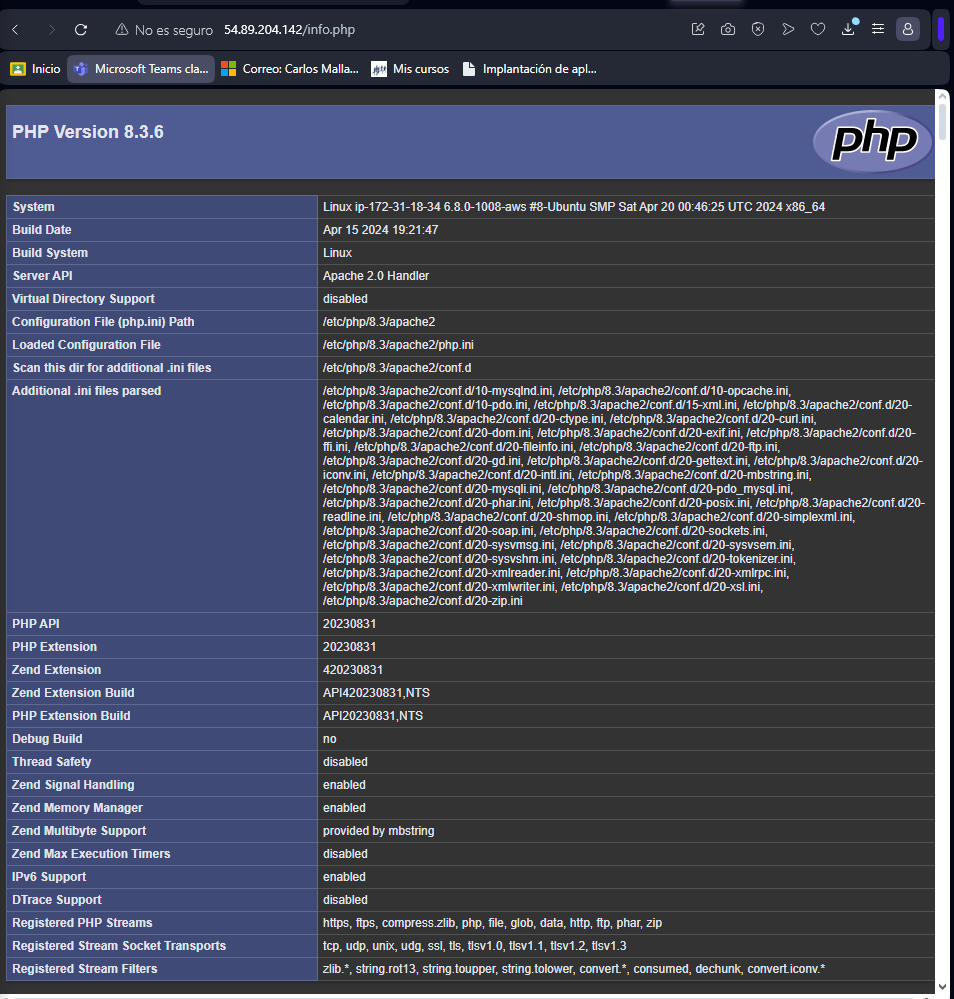 No es seguro 54.89.204.142/info.php
Inicio Microsoft Teams cla... Correo: Carlos Malla... Mis cursos Implantación de apl...
PHP Version 8.3.6
php
System Linux ip-172-31-18-34 6.8.0-1008-aws #8-Ubuntu SMP Sat Apr 20 00:46:25 UTC 2024 x86_64
Build Date Apr 15 2024 19:21:47
Build System Linux
Server API Apache 2.0 Handler
Virtual Directory Support disabled
Configuration File (php.ini) Path /etc/php/8.3/apache2
Loaded Configuration File /etc/php/8.3/apache2/php.ini
Scan this dir for additional .ini files /etc/php/8.3/apache2/conf.d
Additional .ini files parsed /etc/php/8.3/apache2/conf.d/10-mysqlnd.ini, /etc/php/8.3/apache2/conf.d/10-opcache.ini,
/etc/php/8.3/apache2/conf.d/10-pdo.ini, /etc/php/8.3/apache2/conf.d/15-xml.ini, /etc/php/8.3/apache2/conf.d/20-
calendar.ini, /etc/php/8.3/apache2/conf.d/20-ctype.ini, /etc/php/8.3/apache2/conf.d/20-curl.ini,
/etc/php/8.3/apache2/conf.d/20-dom.ini, /etc/php/8.3/apache2/conf.d/20-exif.ini, /etc/php/8.3/apache2/conf.d/20-
ffi.ini, /etc/php/8.3/apache2/conf.d/20-fileinfo.ini, /etc/php/8.3/apache2/conf.d/20-ftp.ini,
/etc/php/8.3/apache2/conf.d/20-gd.ini, /etc/php/8.3/apache2/conf.d/20-gettext.ini, /etc/php/8.3/apache2/conf.d/20-
iconv.ini, /etc/php/8.3/apache2/conf.d/20-intl.ini, /etc/php/8.3/apache2/conf.d/20-mbstring.ini,
/etc/php/8.3/apache2/conf.d/20-mysqli.ini, /etc/php/8.3/apache2/conf.d/20-pdo_mysql.ini,
/etc/php/8.3/apache2/conf.d/20-phar.ini, /etc/php/8.3/apache2/conf.d/20-posix.ini, /etc/php/8.3/apache2/conf.d/20-
readline.ini, /etc/php/8.3/apache2/conf.d/20-shmop.ini, /etc/php/8.3/apache2/conf.d/20-simplexml.ini,
/etc/php/8.3/apache2/conf.d/20-soap.ini, /etc/php/8.3/apache2/conf.d/20-sockets.ini,
/etc/php/8.3/apache2/conf.d/20-sysvmsg.ini, /etc/php/8.3/apache2/conf.d/20-sysvsem.ini,
/etc/php/8.3/apache2/conf.d/20-sysvshm.ini, /etc/php/8.3/apache2/conf.d/20-tokenizer.ini,
/etc/php/8.3/apache2/conf.d/20-xmlreader.ini, /etc/php/8.3/apache2/conf.d/20-xmlrpc.ini,
/etc/php/8.3/apache2/conf.d/20-xmlwriter.ini, /etc/php/8.3/apache2/conf.d/20-xsl.ini,
/etc/php/8.3/apache2/conf.d/20-zip.ini
PHP API 20230831
PHP Extension 20230831
Zend Extension 420230831
Zend Extension Build API420230831,NTS
PHP Extension Build API20230831,NTS
Debug Build no
Thread Safety disabled
Zend Signal Handling enabled
Zend Memory Manager enabled
Zend Multibyte Support provided by mbstring
Zend Max Execution Timers disabled
IPv6 Support enabled
DTrace Support disabled
Registered PHP Streams https, ftps, compress.zlib, php, file, glob, data, http, ftp, phar, zip
Registered Stream Socket Transports tcp, udp, unix, udg, ssl, tls, tlsv1.0, tlsv1.1, tlsv1.2, tlsv1.3
Registered Stream Filters zlib.*, string.rot13, string.toupper, string.tolower, convert.*, consumed, dechunk, convert.iconv.*